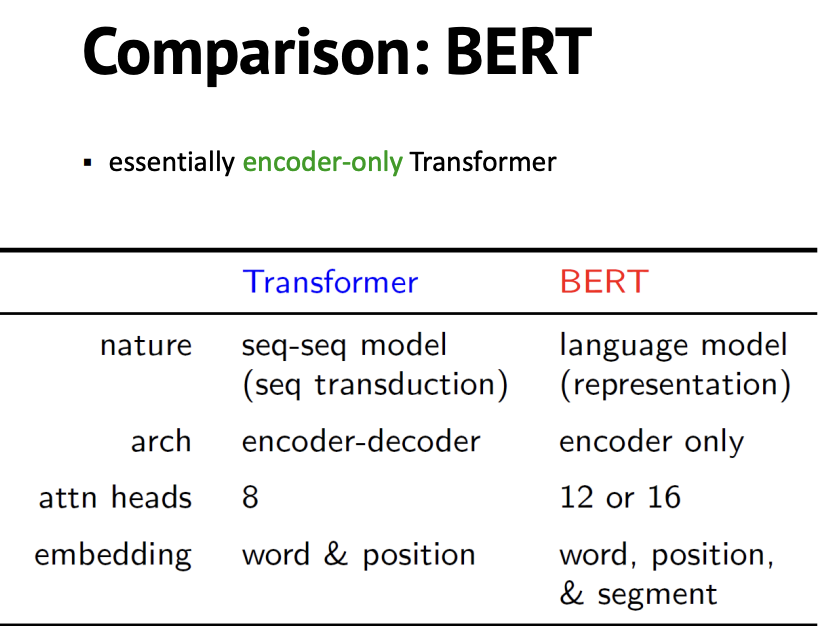 Comparison: BERT
▪ essentially encoder-only Transformer
Transformer BERT
nature seq-seq model language model
(seq transduction) (representation)
arch encoder-decoder encoder only
attn heads 8 12 or 16
embedding word & position word, position,
& segment